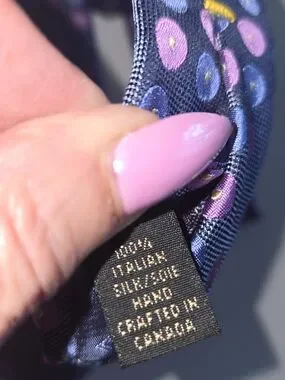 100%
ITALIAN
SILK/SOIE
HAND
CRAFTED IN
CANADA